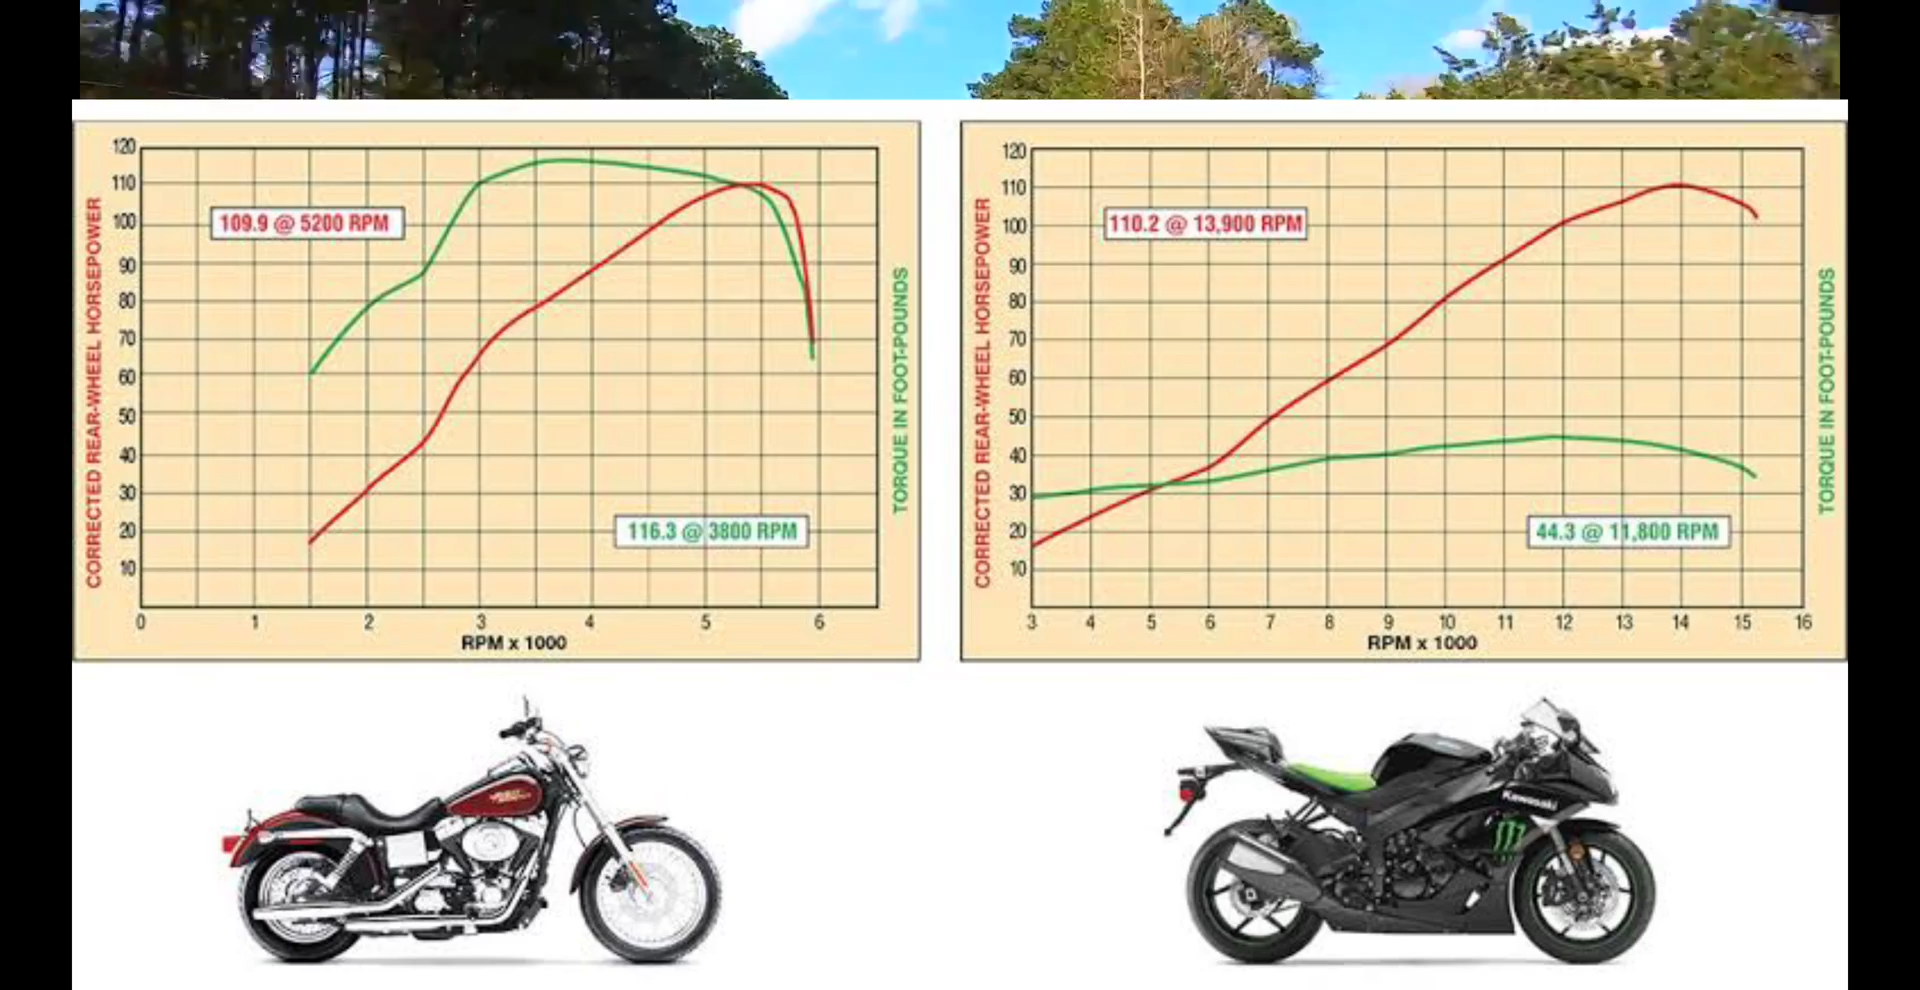 CORRECTED REAR-WHEEL HORSEPOWER
120
110
100
90
80
70
60
50
40
30
20
10
109.9 @ 5200 RPM
116.3 @ 3800 RPM
TORQUE IN FOOT-POUNDS
0 1 2 3 4 5 6
RPM x 1000
CORRECTED REAR-WHEEL HORSEPOWER
120
110
100
90
80
70
60
50
40
30
20
10
110.2 @ 13,900 RPM
44.3 @ 11,800 RPM
TORQUE IN FOOT-POUNDS
3 4 5 6 7 8 9 10 11 12 13 14 15 16
RPM x 1000
Kawasaki